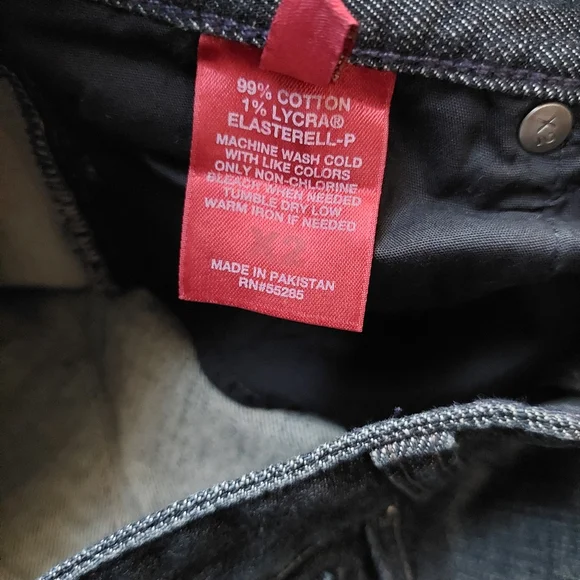 99% COTTON
1% LYCRA®
ELASTERELL-P
MACHINE WASH COLD
WITH LIKE COLORS
ONLY NON-CHLORINE
BLEACH WHEN NEEDED
TUMBLE DRY LOW
WARM IRON IF NEEDED
MADE IN PAKISTAN
RN#55285